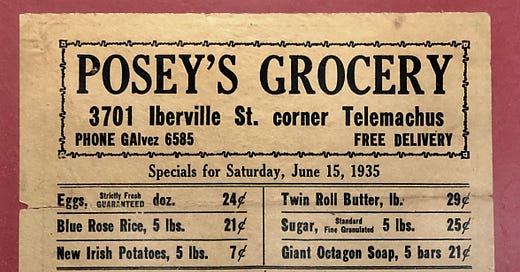 POSEY'S GROCERY
3701 Iberville St. corner Telemachus
PHONE GAlvez 6585 FREE DELIVERY
Specials for Saturday, June 15, 1935
Eggs, Strictly Fresh GUARANTEED doz. 24¢ Twin Roll Butter, lb. 29¢
Blue Rose Rice, 5 lbs. 21¢ Sugar, Standard Fine Granulated 5 lbs. 25¢
New Irish Potatoes, 5 lbs. 7¢ Giant Octagon Soap, 5 bars 21¢